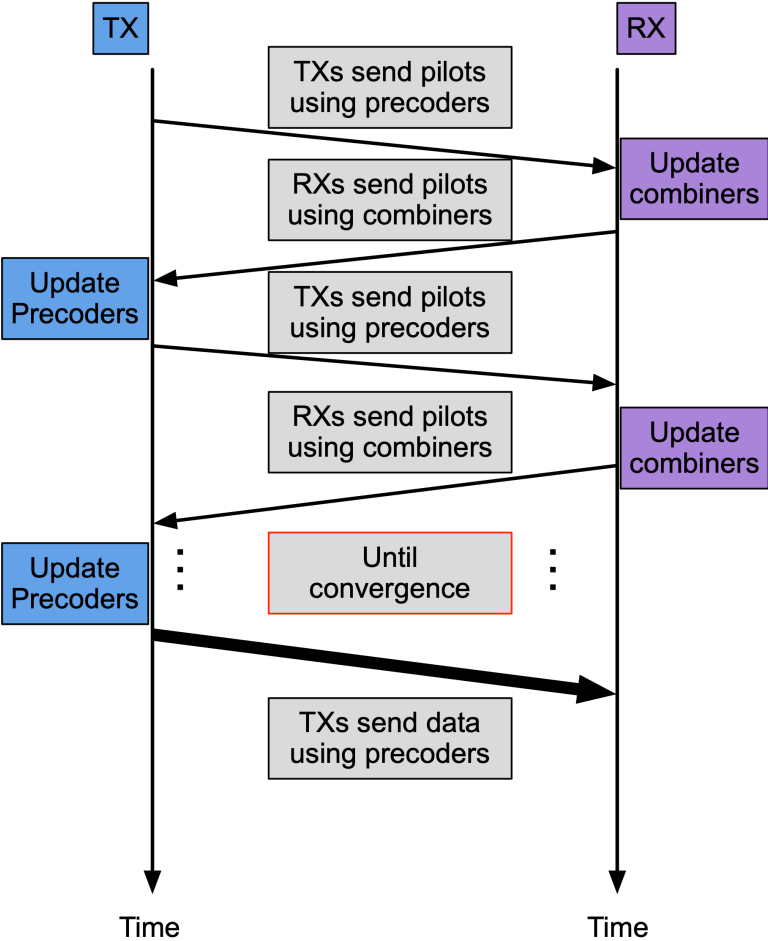 TX
RX
TXs send pilots
using precoders
Update
combiners
RXs send pilots
using combiners
Update
Precoders
TXs send pilots
using precoders
RXs send pilots
using combiners
Update
combiners
Until
convergence
Update
Precoders
TXs send data
using precoders
Time
Time